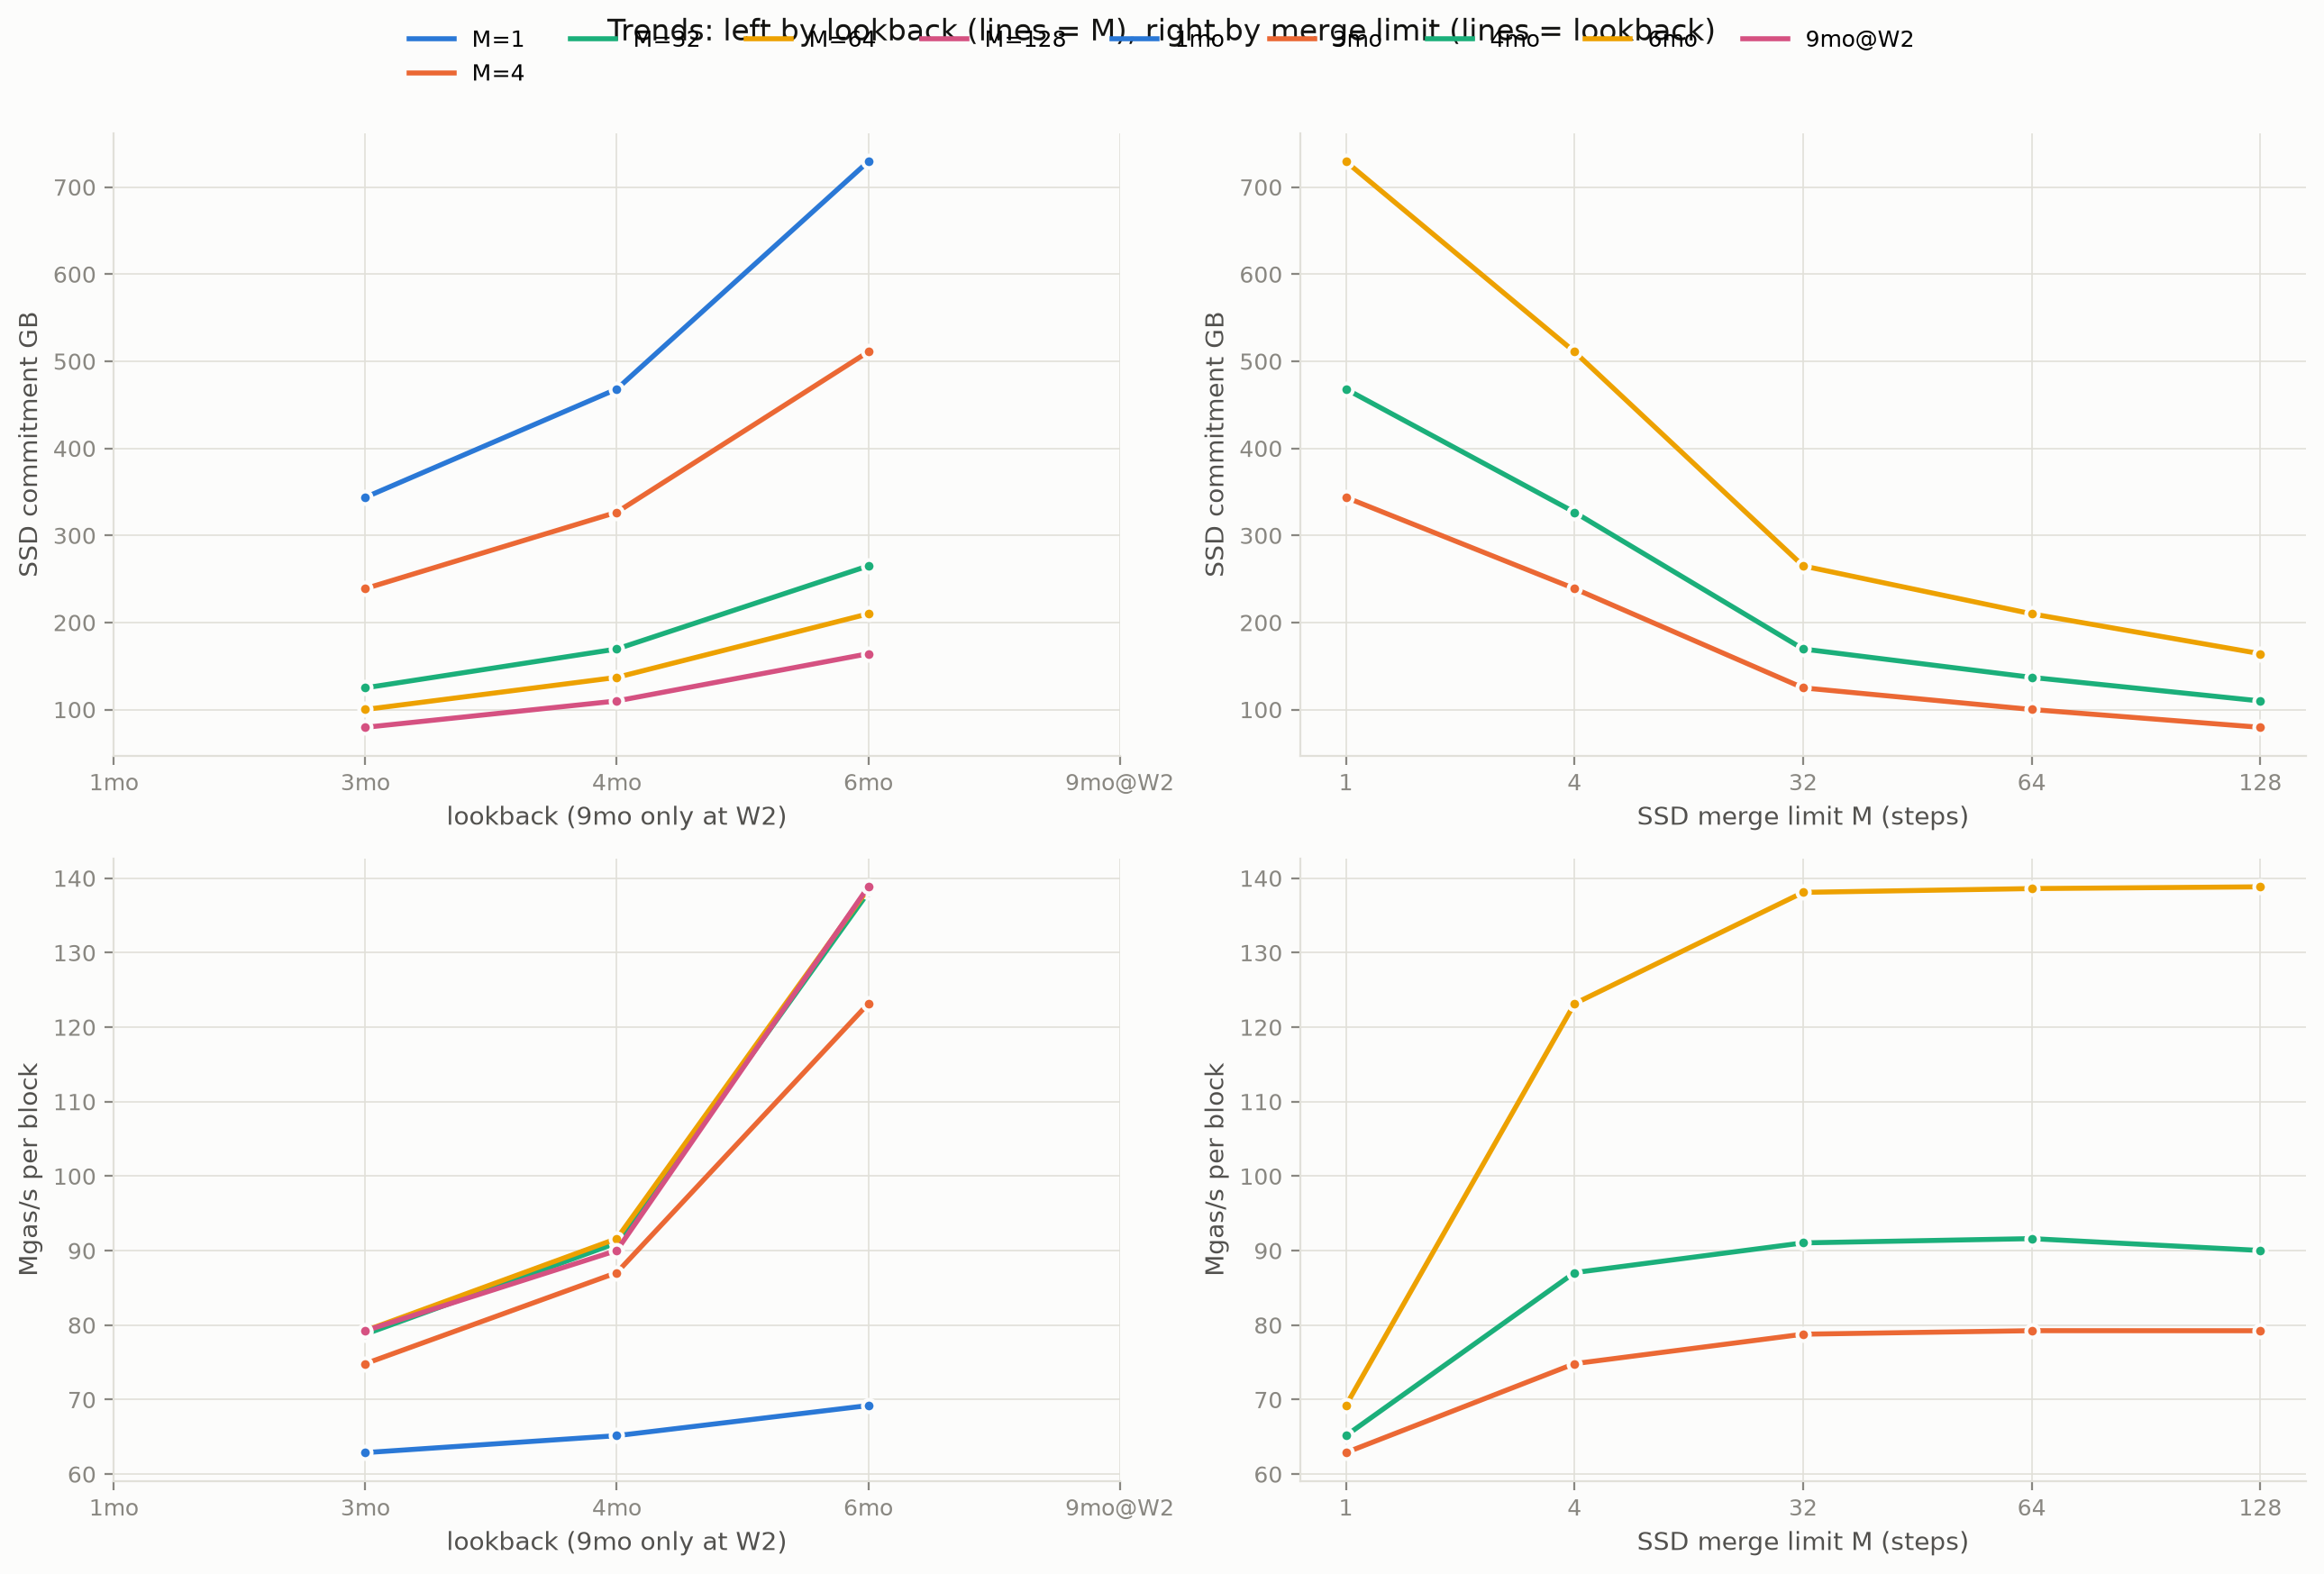 Trends: left by lookback (lines = M), right by merge limit (lines = lookback)
M=1 M=32 M=64 M=128 1mo 3mo 4mo 6mo 9mo@W2
M=4
SSD commitment GB
700
600
500
400
300
200
100
1mo 3mo 4mo 6mo 9mo@W2
lookback (9mo only at W2)
SSD commitment GB
700
600
500
400
300
200
100
1 4 32 64 128
SSD merge limit M (steps)
Mgas/s per block
140
130
120
110
100
90
80
70
60
1mo 3mo 4mo 6mo 9mo@W2
lookback (9mo only at W2)
Mgas/s per block
140
130
120
110
100
90
80
70
60
1 4 32 64 128
SSD merge limit M (steps)